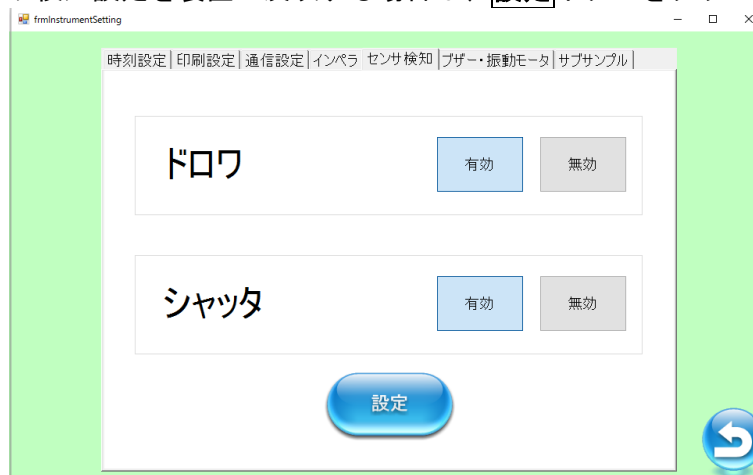 設定
frmInstrumentSetting
時刻設定 印刷設定 通信設定 インペラ センサ検知 ブザー・振動モータ サブサンプル
ドロワ 有効 無効
シャッタ 有効 無効
設定